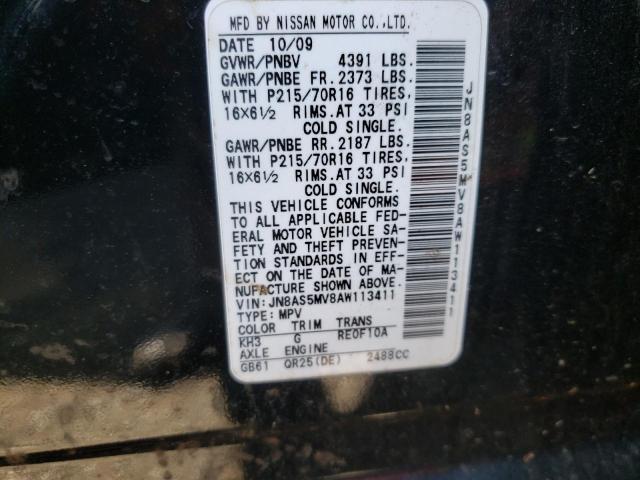 MFD BY NISSAN MOTOR CO.,LTD.
DATE 10/09
GVWR/PNBV 4391 LBS.
GAWR/PNBE FR. 2373 LBS.
WITH P215/70R16 TIRES,
16X6½ RIMS.AT 33 PSI
COLD SINGLE.
GAWR/PNBE RR. 2187 LBS.
WITH P215/70R16 TIRES,
16X6½ RIMS.AT 33 PSI
COLD SINGLE.
THIS VEHICLE CONFORMS
TO ALL APPLICABLE FED-
ERAL MOTOR VEHICLE SA-
FETY AND THEFT PREVEN-
TION STANDARDS IN EFF-
ECT ON THE DATE OF MA-
NUFACTURE SHOWN ABOVE.
VIN: JN8AS5MV8AW113411
TYPE: MPV
COLOR TRIM TRANS
KH3 G RE0F10A
AXLE ENGINE
GB61 QR25(DE) 2488CC
JN8AS5MV8AW113411